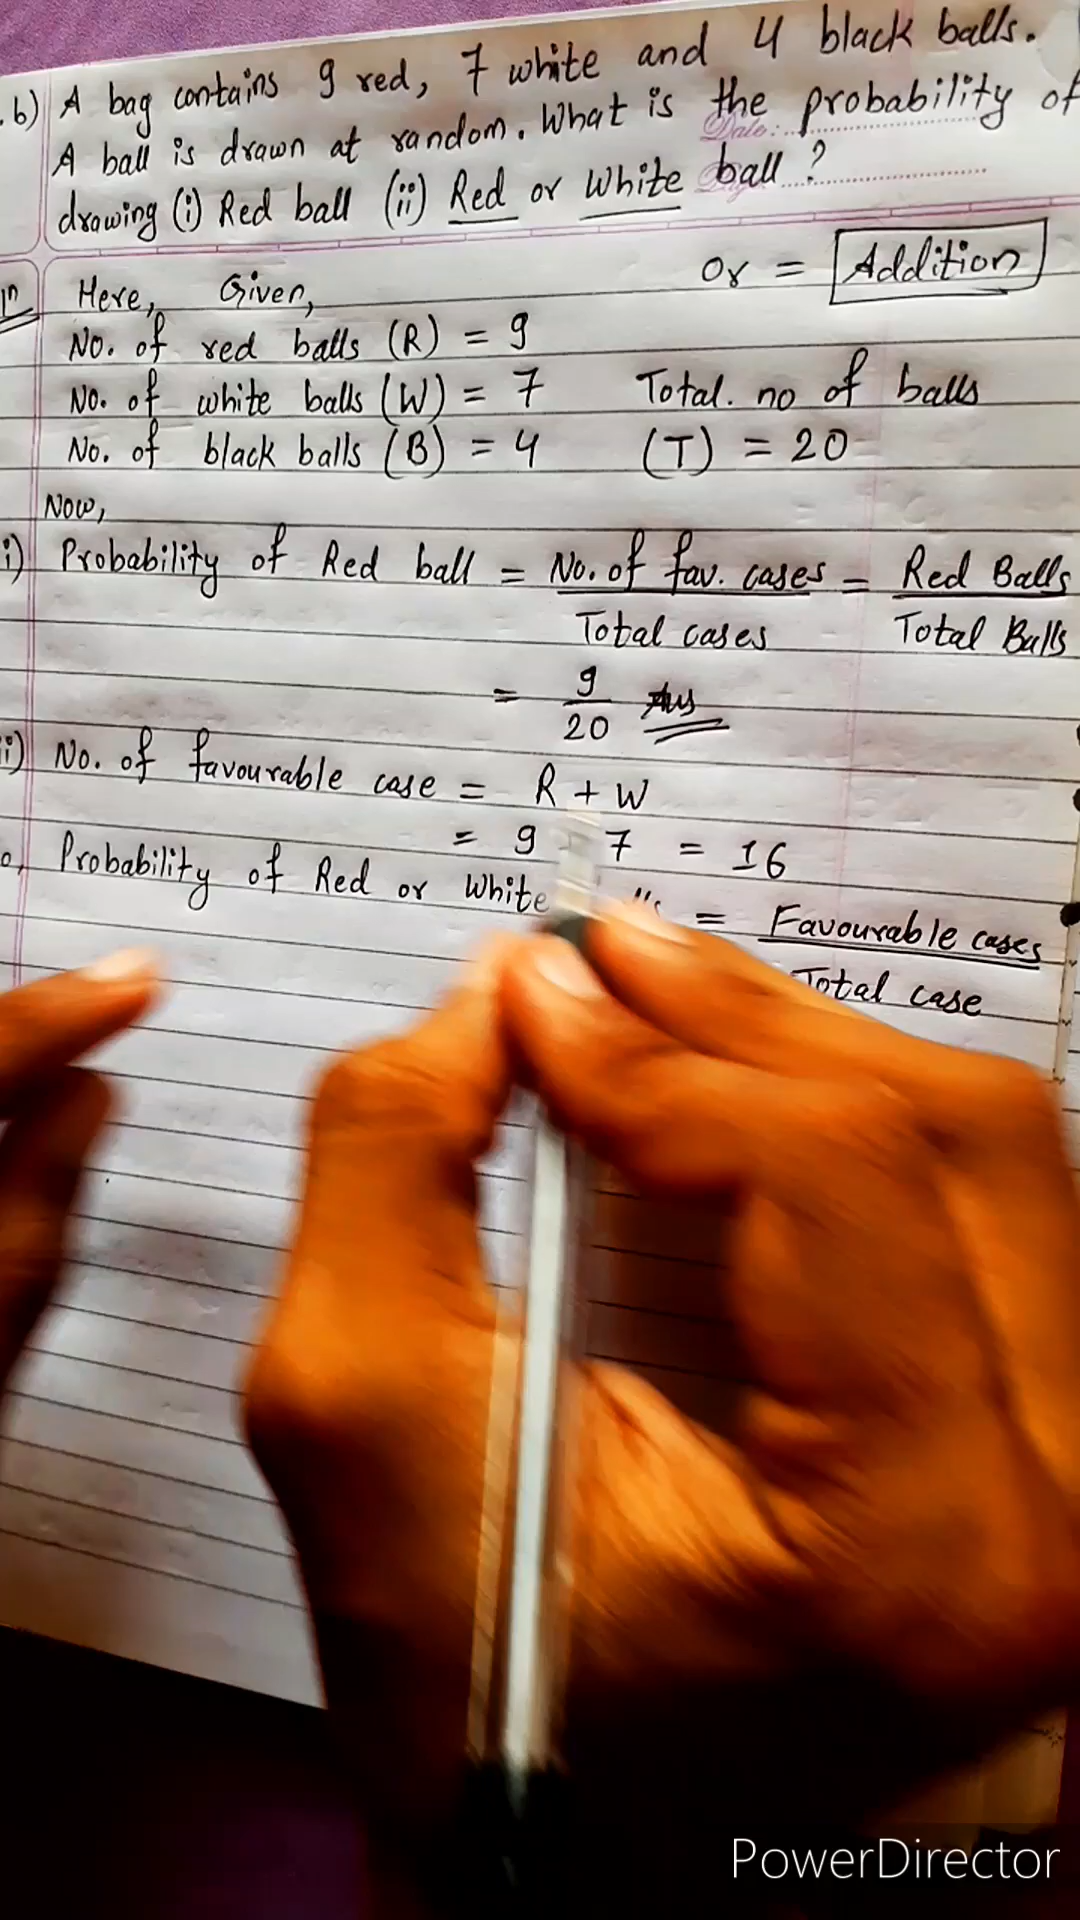 b) A bag contains 9 red, 7 white and 4 black balls.
A ball is drawn at random. What is the probability of
drawing (i) Red ball (ii) Red or White ball ?
Date:
Or = Addition
Here, Given,
No. of red balls (R) = 9
No. of white balls (W) = 7 Total. no of balls
No. of black balls (B) = 4 (T) = 20
Now,
i) Probability of Red ball = No. of fav. cases = Red Balls
Total cases Total Balls
= 9
20 Ans
ii) No. of favourable case = R + W
= 9 7 = 16
Probability of Red or White = Favourable cases
Total case
PowerDirector